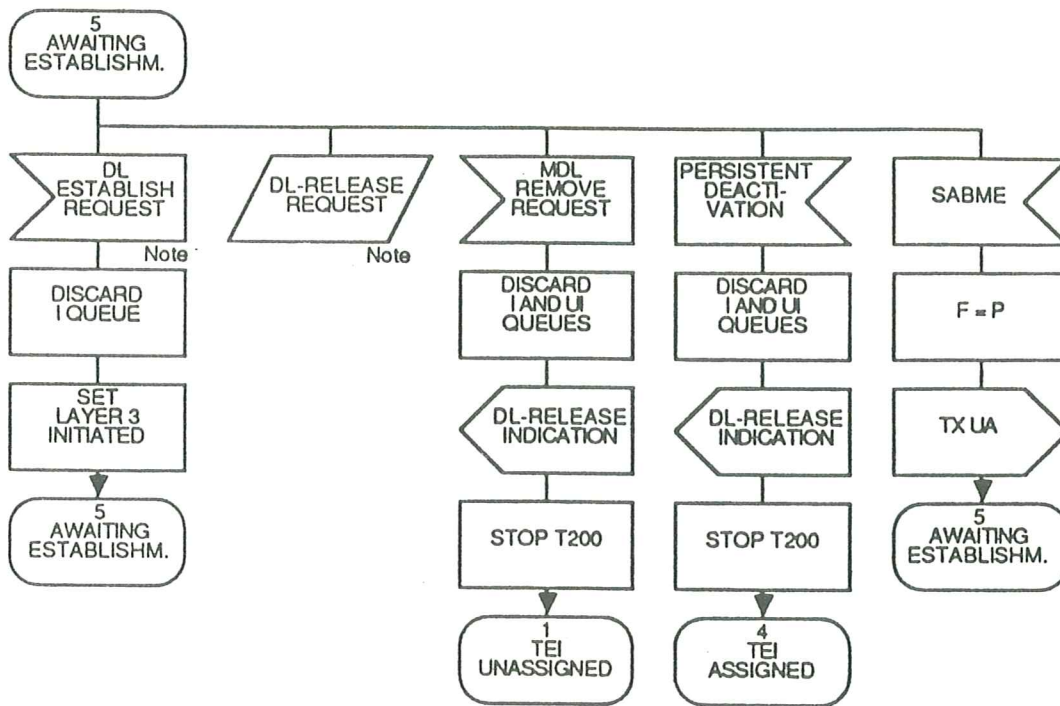 5
AWAITING
ESTABLISHM.
DL
ESTABLISH
REQUEST
Note
DISCARD
I QUEUE
SET
LAYER 3
INITIATED
5
AWAITING
ESTABLISHM.
DL-RELEASE
REQUEST
Note
MDL
REMOVE
REQUEST
DISCARD
I AND UI
QUEUES
DL-RELEASE
INDICATION
STOP T200
1
TEI
UNASSIGNED
PERSISTENT
DEACTI-
VATION
DISCARD
I AND UI
QUEUES
DL-RELEASE
INDICATION
STOP T200
4
TEI
ASSIGNED
SABME
F = P
TX UA
5
AWAITING
ESTABLISHM.